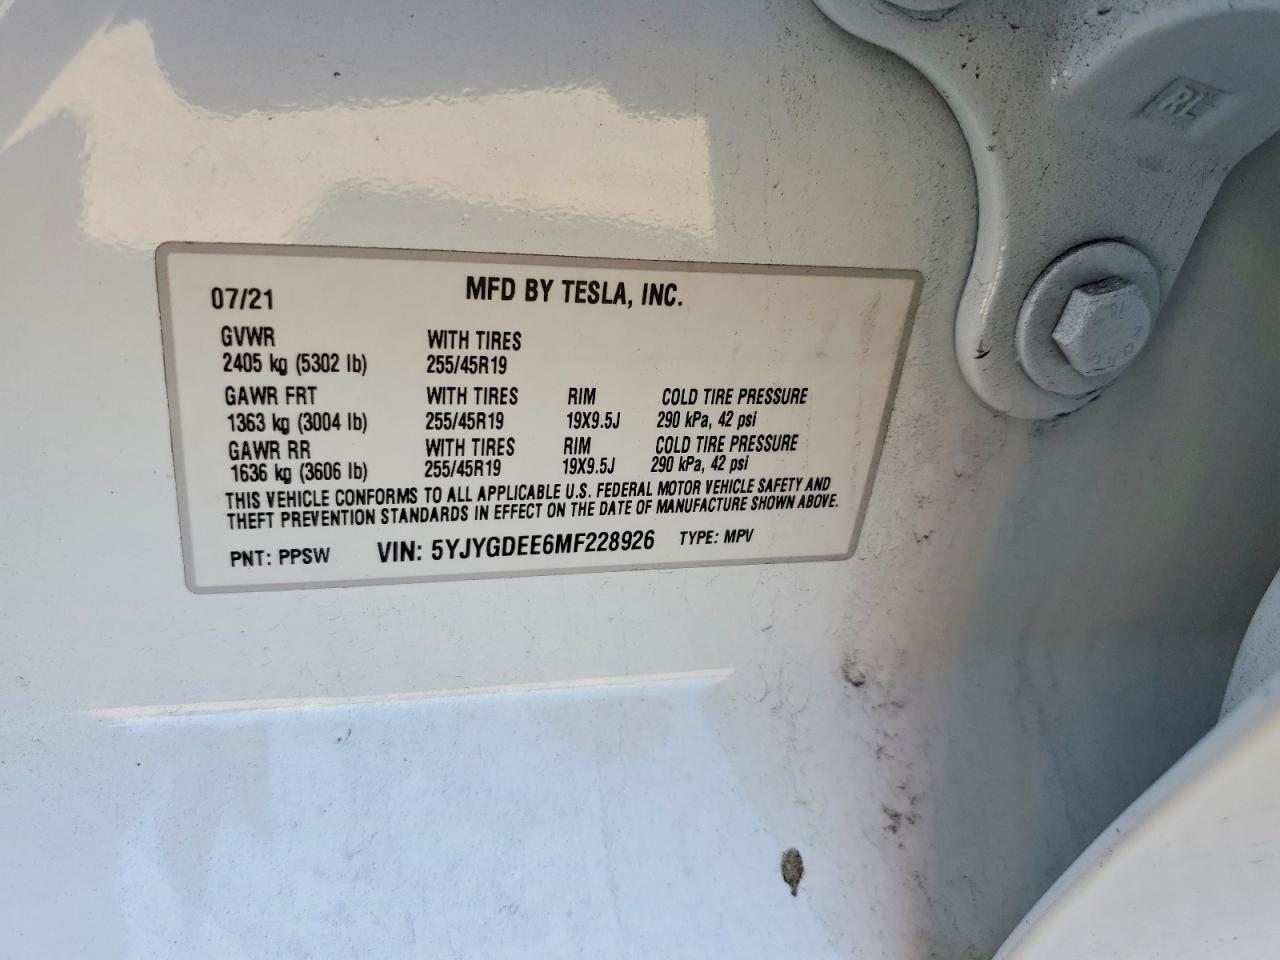 RL
07/21 MFD BY TESLA, INC.
GVWR WITH TIRES
2405 kg (5302 lb) 255/45R19
GAWR FRT WITH TIRES RIM COLD TIRE PRESSURE
1363 kg (3004 lb) 255/45R19 19X9.5J 290 kPa, 42 psi
GAWR RR WITH TIRES RIM COLD TIRE PRESSURE
1636 kg (3606 lb) 255/45R19 19X9.5J 290 kPa, 42 psi
THIS VEHICLE CONFORMS TO ALL APPLICABLE U.S. FEDERAL MOTOR VEHICLE SAFETY AND
THEFT PREVENTION STANDARDS IN EFFECT ON THE DATE OF MANUFACTURE SHOWN ABOVE.
PNT: PPSW VIN: 5YJYGDEE6MF228926 TYPE: MPV